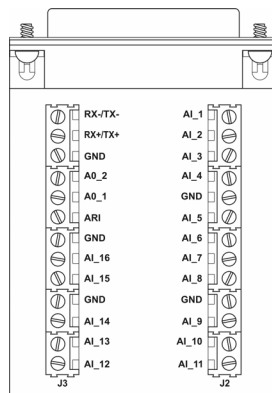 RX-/TX- AI_1
RX+/TX+ AI_2
GND AI_3
A0_2 AI_4
A0_1 GND
ARI AI_5
GND AI_6
AI_16 AI_7
AI_15 AI_8
GND GND
AI_14 AI_9
AI_13 AI_10
AI_12 AI_11
J3 J2